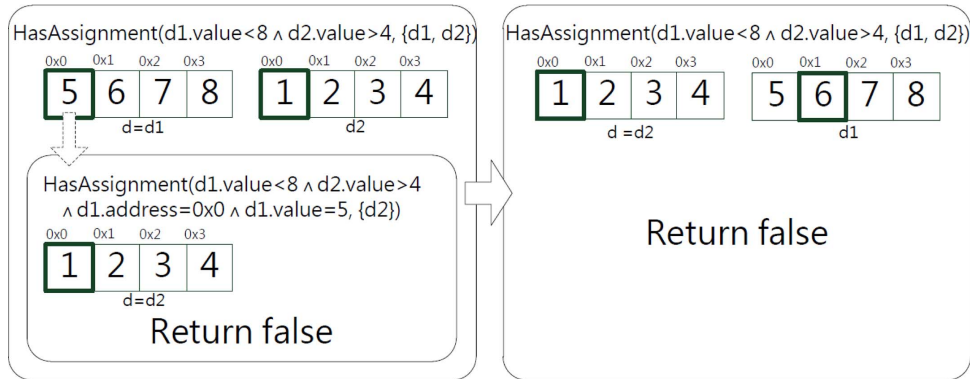 HasAssignment(d1.value<8 ∧ d2.value>4, {d1, d2})
0x0 0x1 0x2 0x3 0x0 0x1 0x2 0x3
5 6 7 8 1 2 3 4
d=d1 d2
HasAssignment(d1.value<8 ∧ d2.value>4
∧ d1.address=0x0 ∧ d1.value=5, {d2})
0x0 0x1 0x2 0x3
1 2 3 4
d=d2
Return false
HasAssignment(d1.value<8 ∧ d2.value>4, {d1, d2})
0x0 0x1 0x2 0x3 0x0 0x1 0x2 0x3
1 2 3 4 5 6 7 8
d =d2 d1
Return false